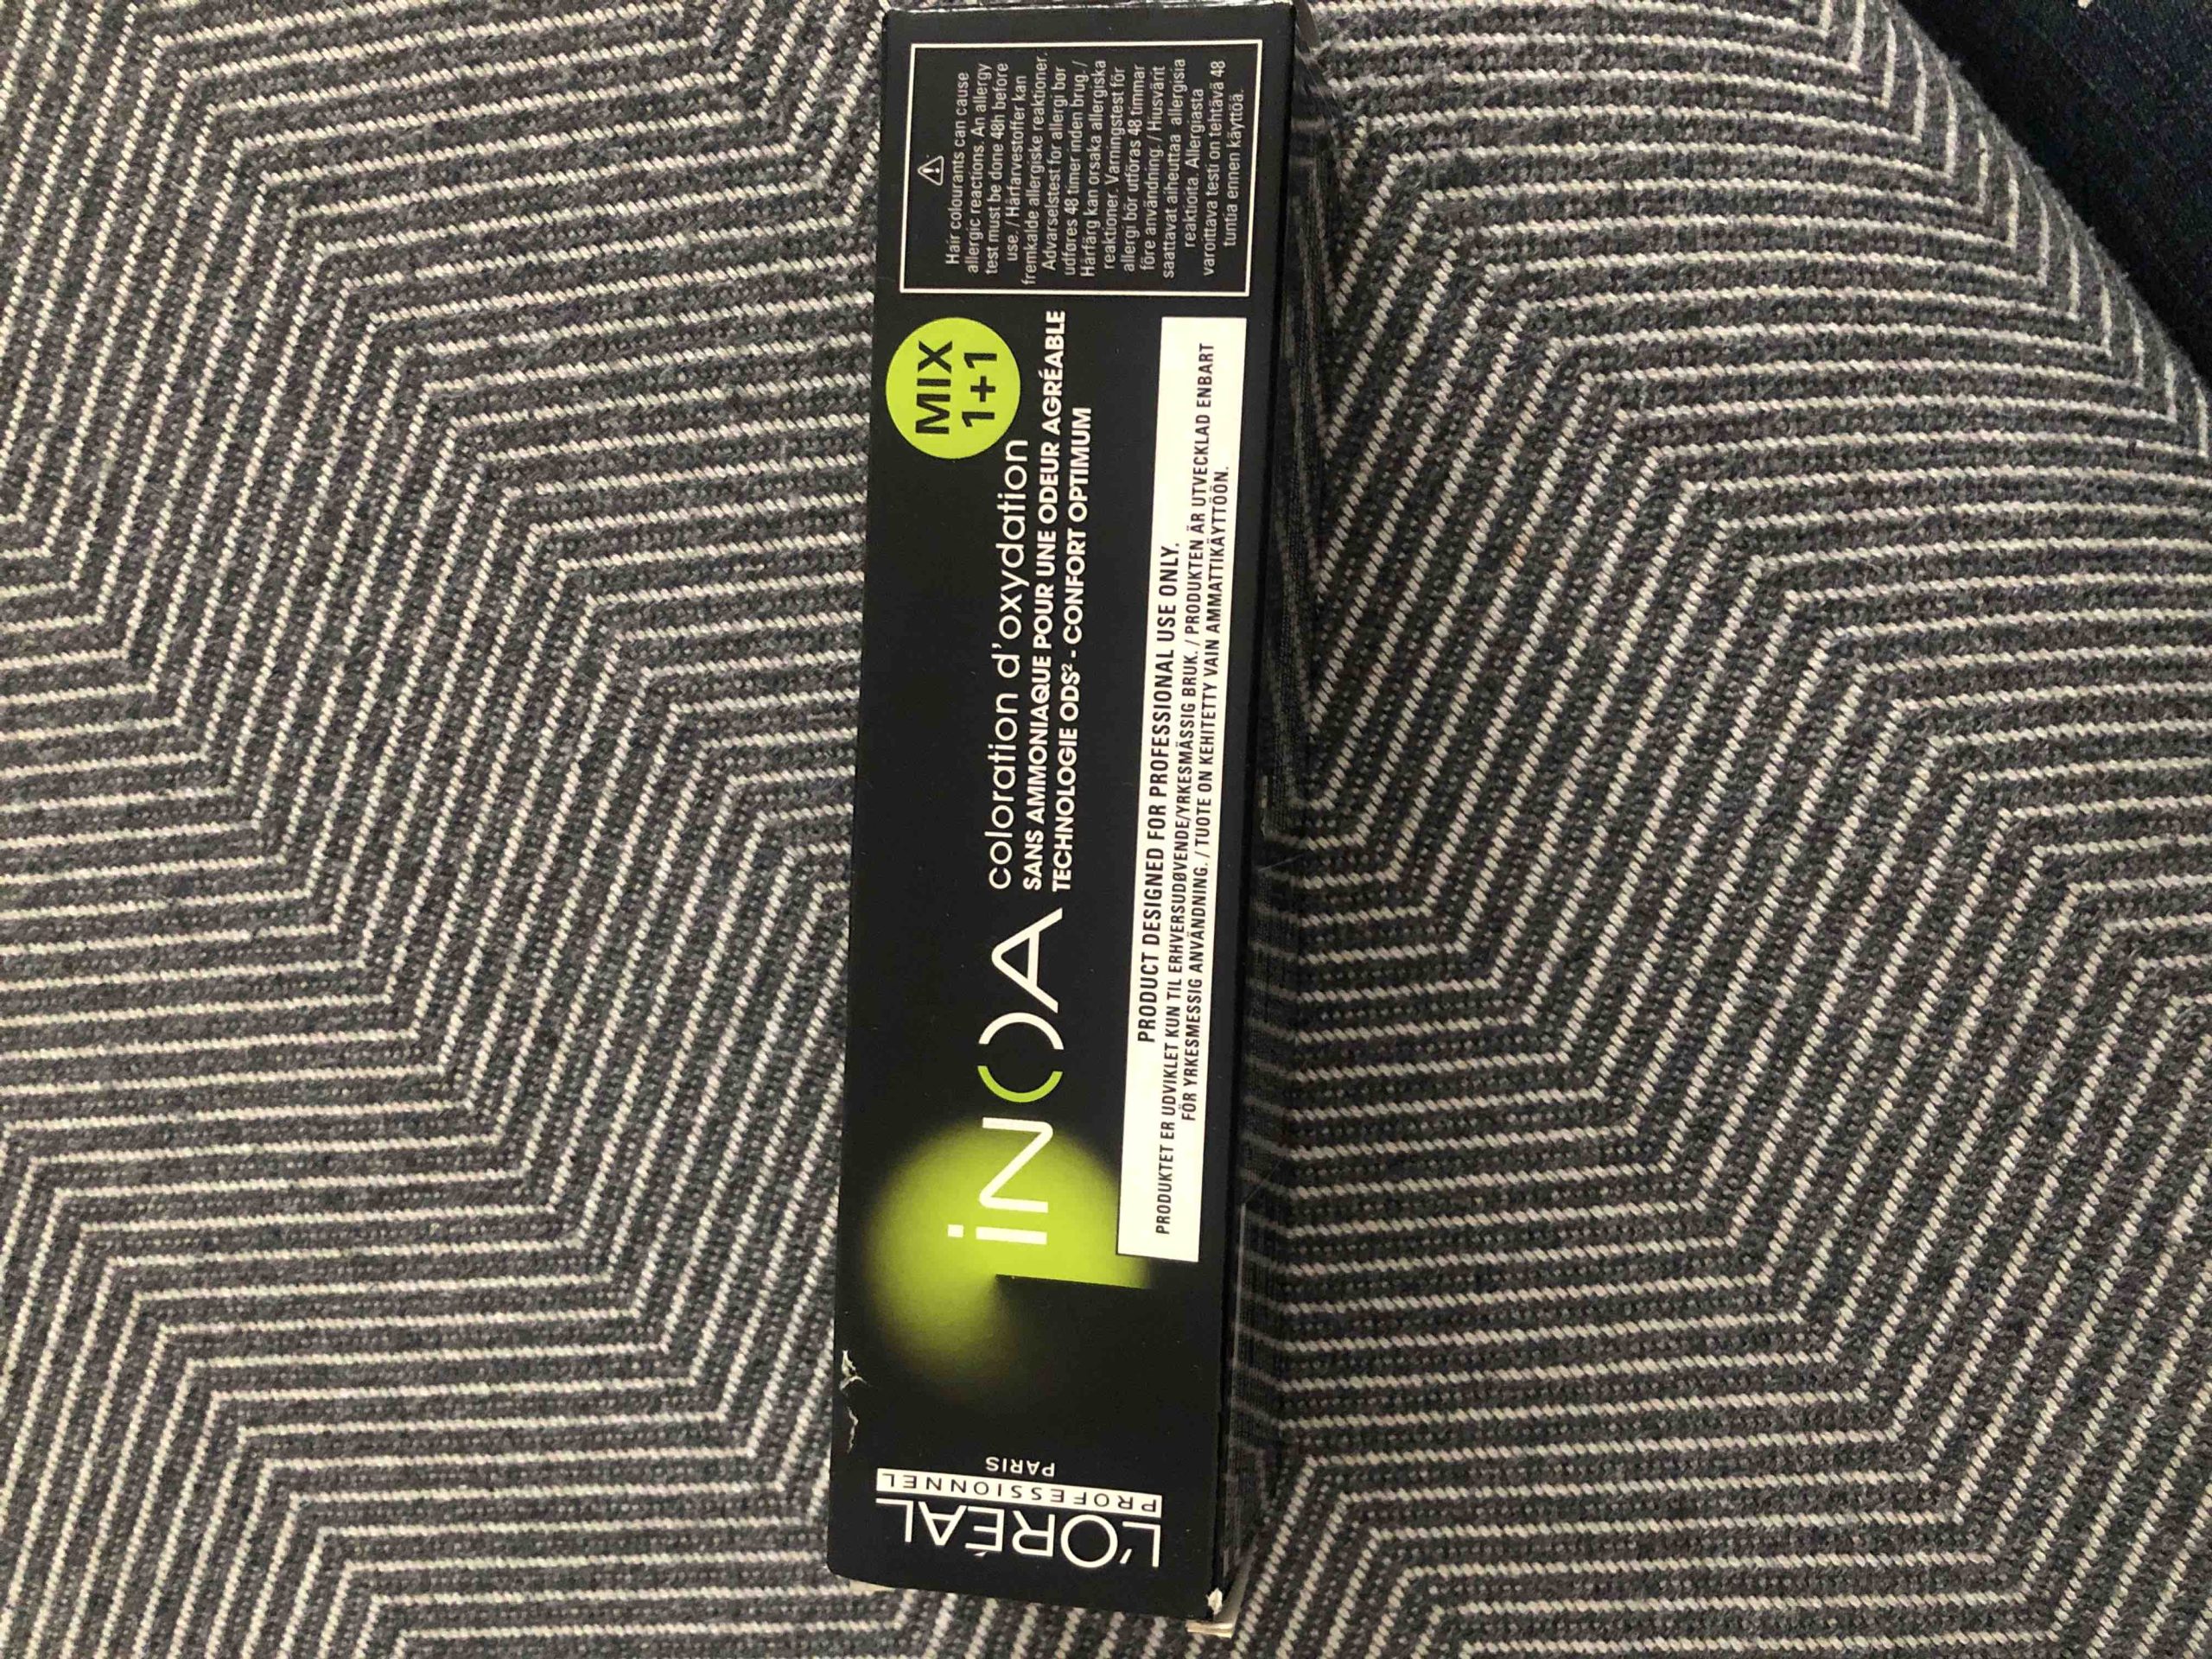 L'ORÉAL
PROFESSIONNEL
PARIS
iNOA
coloration d'oxydation
SANS AMMONIAQUE POUR UNE ODEUR AGRÉABLE
TECHNOLOGIE ODS² - CONFORT OPTIMUM
MIX
1+1
PRODUCT DESIGNED FOR PROFESSIONAL USE ONLY.
PRODUKTET ER UDVIKLET KUN TIL ERHVERSUDØVENDE/YRKESMÄSSIG BRUK. / PRODUKTEN ÄR UTVECKLAD ENBART
FÖR YRKESMESSIG ANVÄNDNING. / TUOTE ON KEHITETTY VAIN AMMATTIKÄYTTÖÖN.
Hair colourants can cause
allergic reactions. An allergy
test must be done 48h before
use. / Hårfarvestoffer kan
fremkalde allergiske reaktioner.
Advarselstest for allergi bør
udføres 48 timer inden brug. /
Hårfärg kan orsaka allergiska
reaktioner. Varningstest för
allergi bör utföras 48 timmar
före användning. / Hiusvärit
saattavat aiheuttaa allergisia
reaktioita. Allergiasta
varoittava testi on tehtävä 48
tuntia ennen käyttöä.